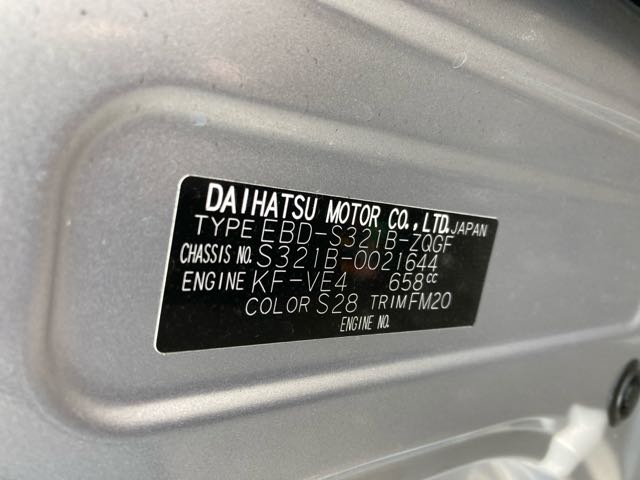 DAIHATSU MOTOR CO.,LTD. JAPAN
TYPE EBD-S321B-ZQGF
CHASSIS NO. S321B-0021644
ENGINE KF-VE4 658cc
COLOR S28 TRIM FM20
ENGINE NO.